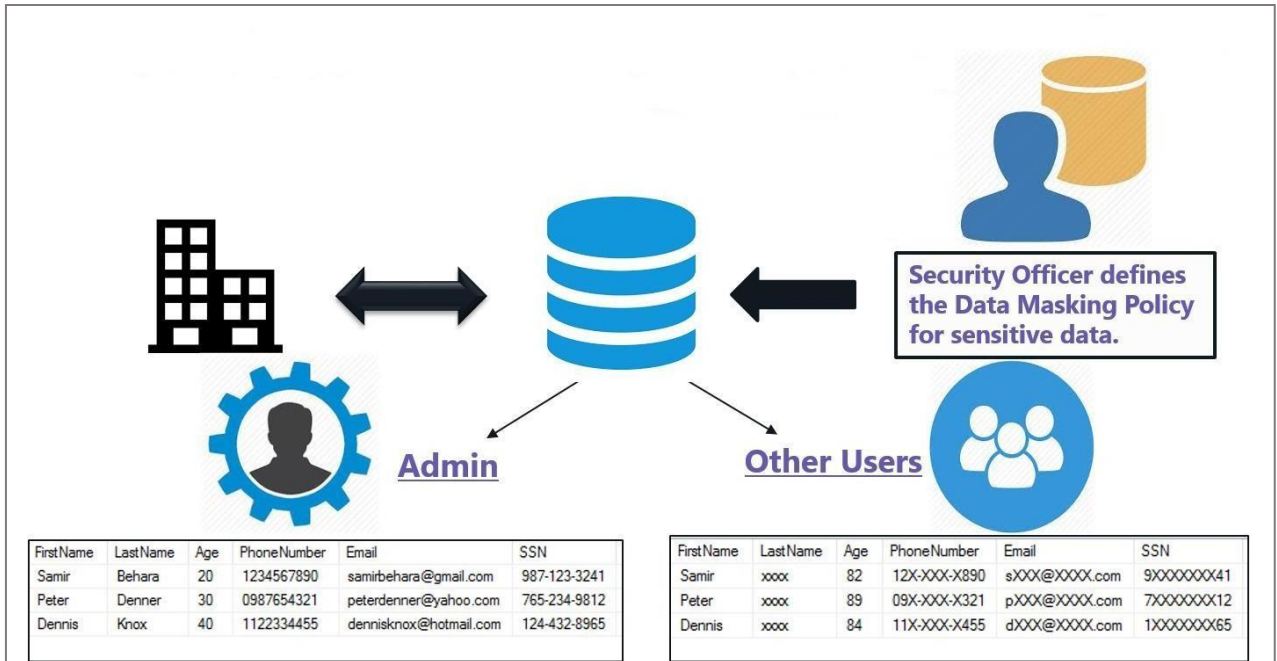 Security Officer defines
the Data Masking Policy
for sensitive data.
Admin
Other Users
FirstName LastName Age PhoneNumber Email SSN
Samir Behara 20 1234567890 samirbehara@gmail.com 987-123-3241
Peter Denner 30 0987654321 peterdenner@yahoo.com 765-234-9812
Dennis Knox 40 1122334455 dennisknox@hotmail.com 124-432-8965
FirstName LastName Age PhoneNumber Email SSN
Samir xxxx 82 12X-XXX-X890 sXXX@XXXX.com 9XXXXXXX41
Peter xxxx 89 09X-XXX-X321 pXXX@XXXX.com 7XXXXXXX12
Dennis xxxx 84 11X-XXX-X455 dXXX@XXXX.com 1XXXXXXX65